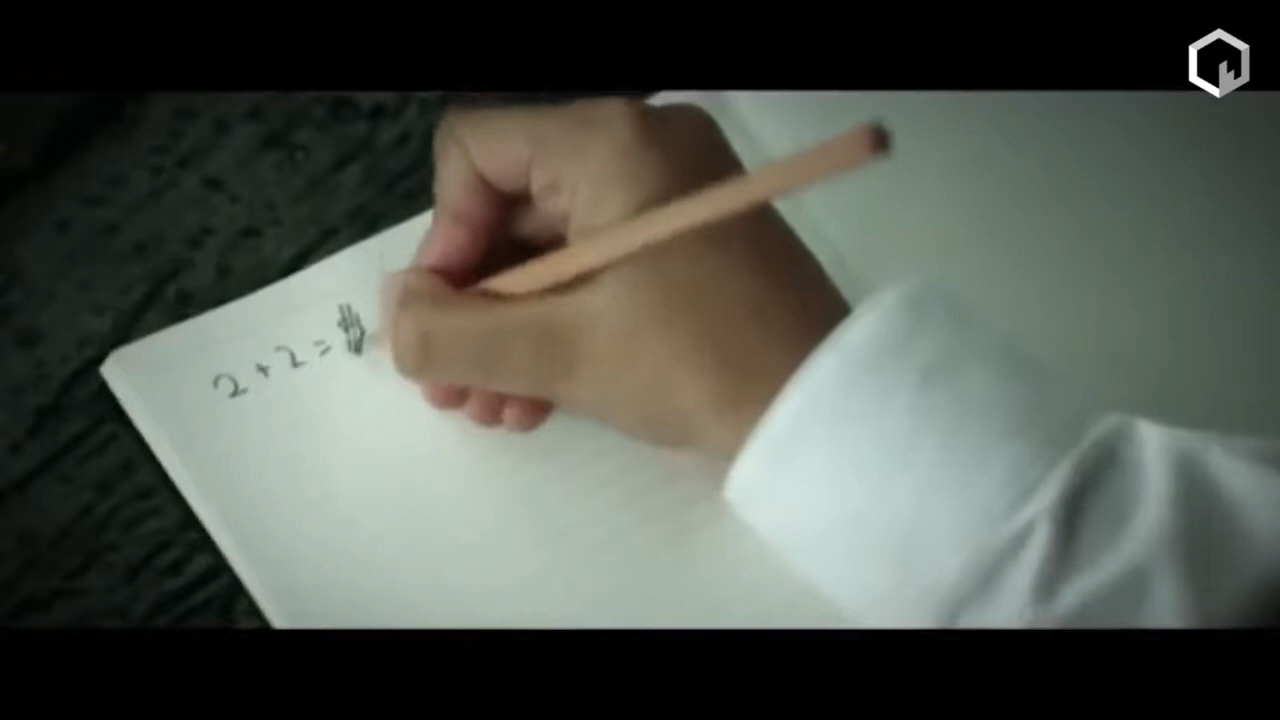 2 + 2 =